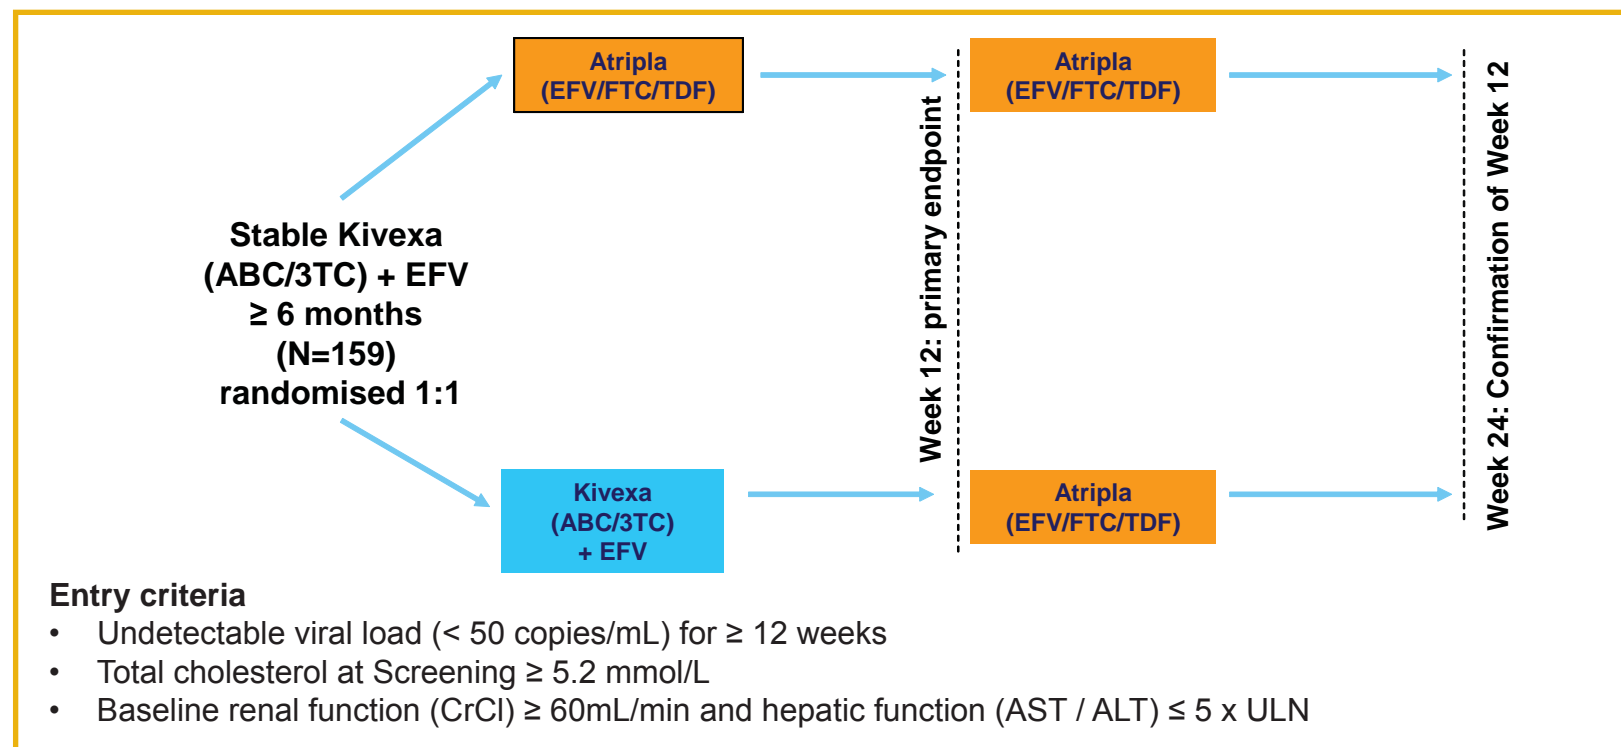 Atripla
(EFV/FTC/TDF)
Atripla
(EFV/FTC/TDF)
Stable Kivexa
(ABC/3TC) + EFV
≥ 6 months
(N=159)
randomised 1:1
Week 12: primary endpoint
Week 24: Confirmation of Week 12
Kivexa
(ABC/3TC)
+ EFV
Atripla
(EFV/FTC/TDF)
Entry criteria
• Undetectable viral load (< 50 copies/mL) for ≥ 12 weeks
• Total cholesterol at Screening ≥ 5.2 mmol/L
• Baseline renal function (CrCl) ≥ 60mL/min and hepatic function (AST / ALT) ≤ 5 x ULN